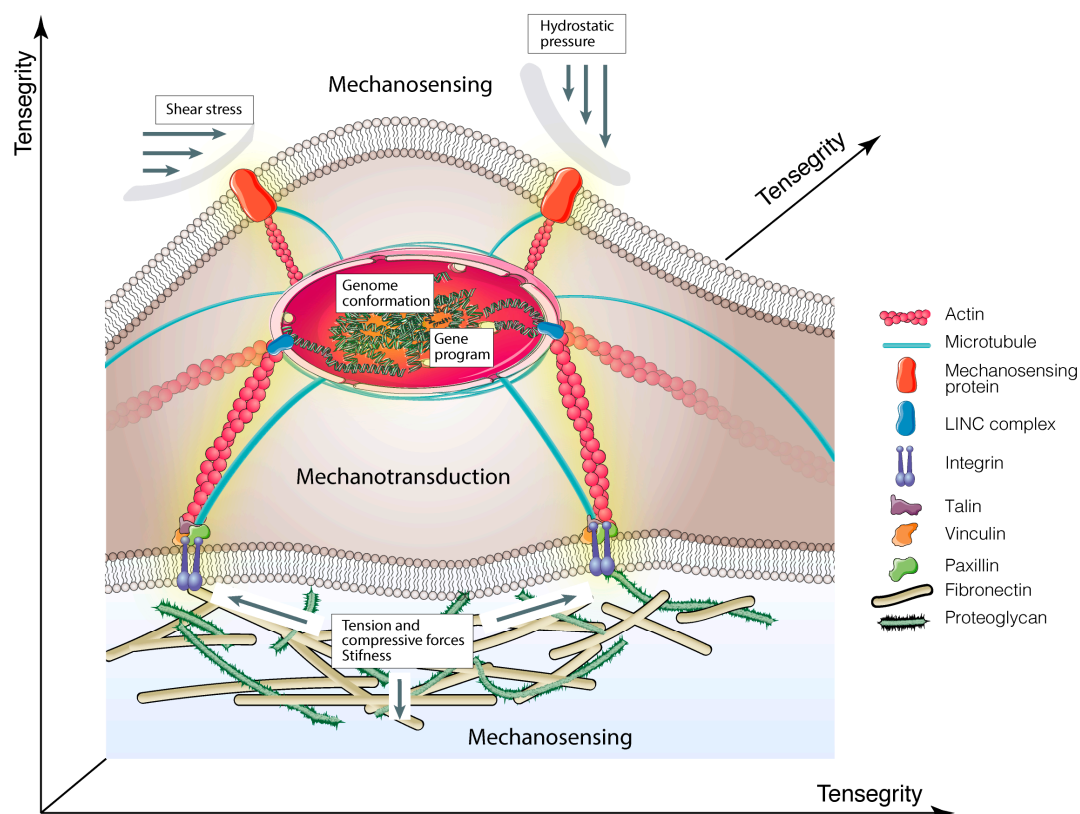 Hydrostatic
pressure
Tensegrity
Mechanosensing
Shear stress
Tensegrity
Genome
conformation
Gene
program
Mechanotransduction
Actin
Microtubule
Mechanosensing
protein
LINC complex
Integrin
Talin
Vinculin
Paxillin
Fibronectin
Proteoglycan
Tension and
compressive forces
Stifness
Mechanosensing
Tensegrity